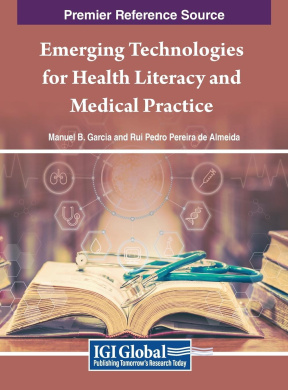 Premier Reference Source
Emerging Technologies
for Health Literacy and
Medical Practice
Manuel B. Garcia and Rui Pedro Pereira de Almeida
IGI Global
Publishing Tomorrow's Research Today